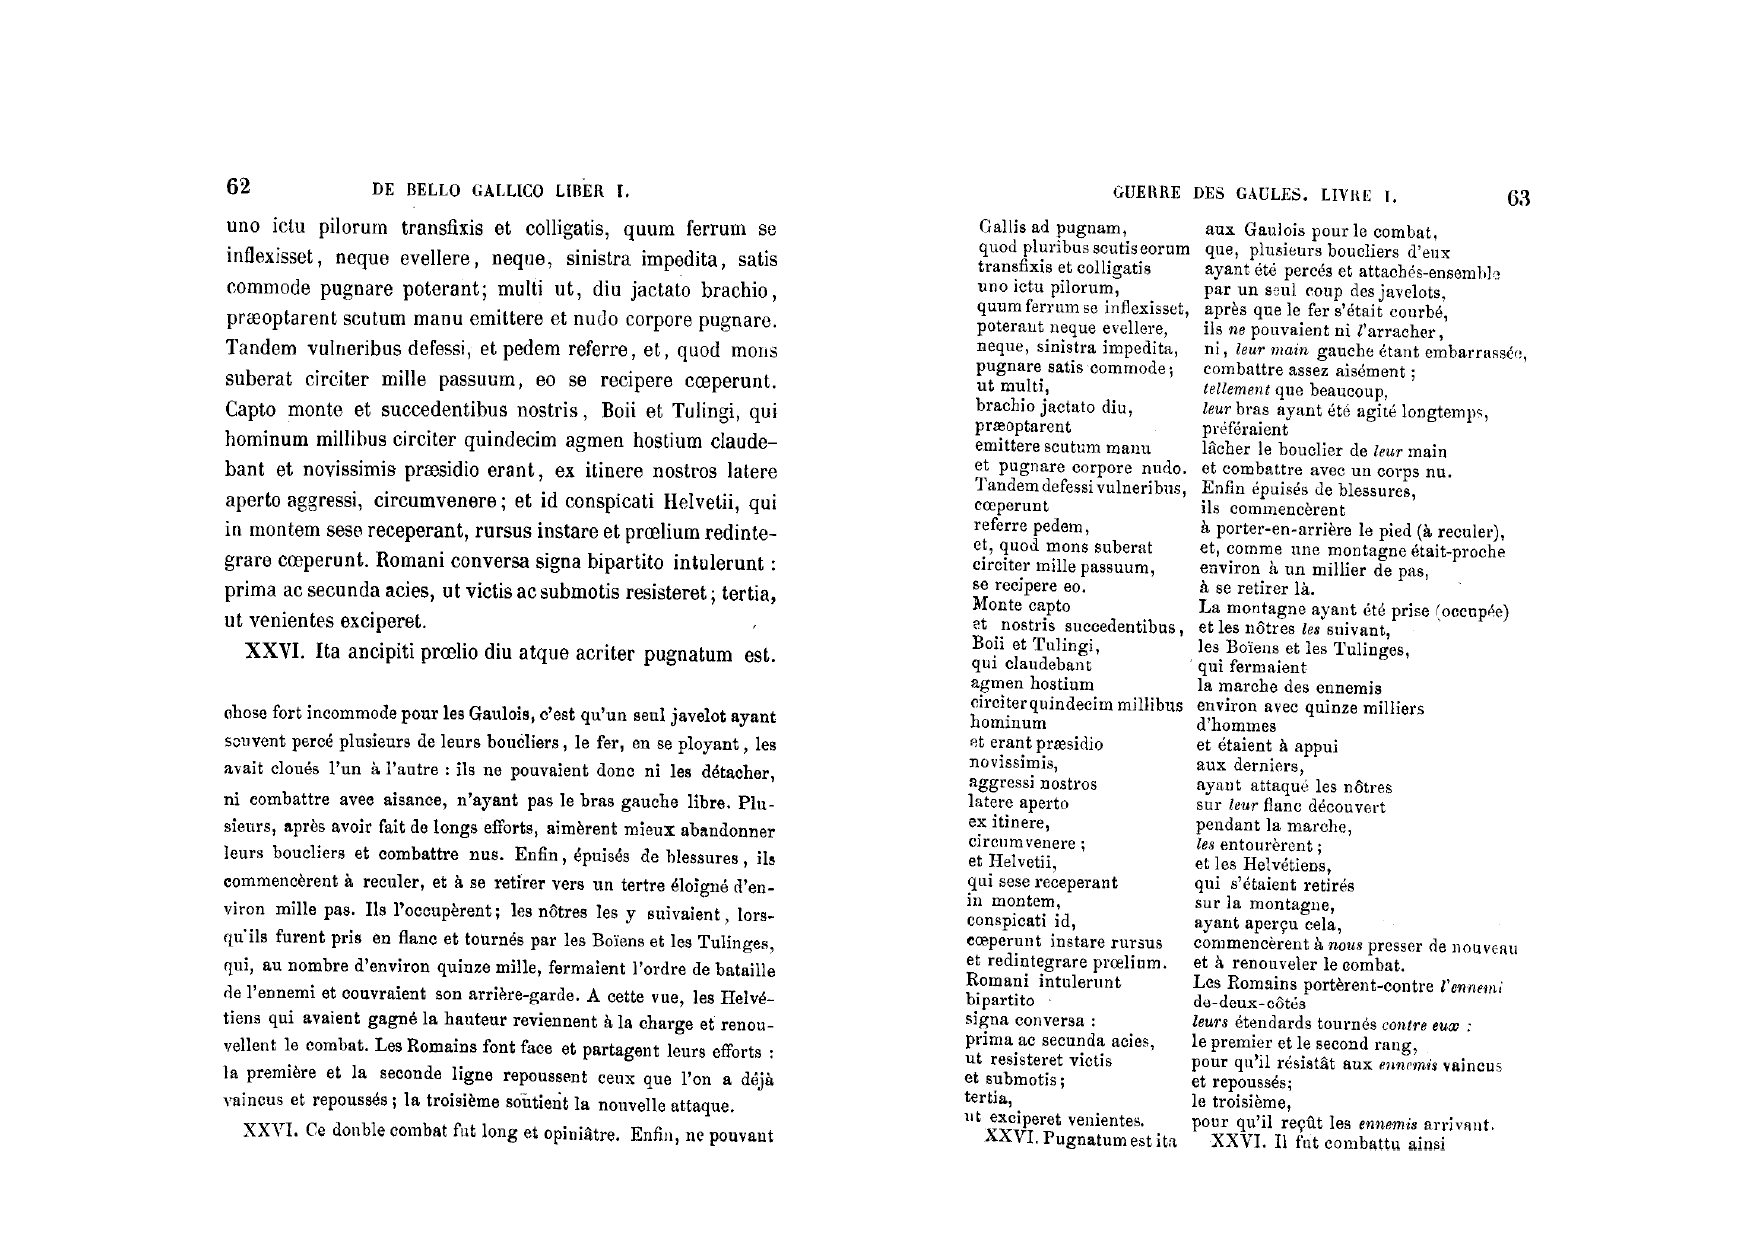 62 DE BELLO GALLICO LIBER I.
uno ictu pilorum transfixis et colligatis, quum ferrum se
inflexisset, neque evellere, neque, sinistra impedita, satis
commode pugnare poterant; multi ut, diu jactato brachio,
præoptarent scutum manu emittere et nudo corpore pugnare.
Tandem vulneribus defessi, et pedem referre, et, quod mons
suberat circiter mille passuum, eo se recipere cœperunt.
Capto monte et succedentibus nostris, Boii et Tulingi, qui
hominum millibus circiter quindecim agmen hostium claude-
bant et novissimis præsidio erant, ex itinere nostros latere
aperto aggressi, circumvenere; et id conspicati Helvetii, qui
in montem sese receperant, rursus instare et prœlium redinte-
grare cœperunt. Romani conversa signa bipartito intulerunt :
prima ac secunda acies, ut victis ac submotis resisteret; tertia,
ut venientes exciperet.
XXVI. Ita ancipiti prœlio diu atque acriter pugnatum est.
chose fort incommode pour les Gaulois, c'est qu'un seul javelot ayant
souvent percé plusieurs de leurs boucliers, le fer, en se ployant, les
avait cloués l'un à l'autre : ils ne pouvaient donc ni les détacher,
ni combattre avec aisance, n'ayant pas le bras gauche libre. Plu-
sieurs, après avoir fait de longs efforts, aimèrent mieux abandonner
leurs boucliers et combattre nus. Enfin, épuisés de blessures, ils
commencèrent à reculer, et à se retirer vers un tertre éloigné d'en-
viron mille pas. Ils l'occupèrent; les nôtres les y suivaient, lors-
qu'ils furent pris en flanc et tournés par les Boïens et les Tulinges,
qui, au nombre d'environ quinze mille, fermaient l'ordre de bataille
de l'ennemi et couvraient son arrière-garde. A cette vue, les Helvé-
tiens qui avaient gagné la hauteur reviennent à la charge et renou-
vellent le combat. Les Romains font face et partagent leurs efforts :
la première et la seconde ligne repoussent ceux que l'on a déjà
vaincus et repoussés; la troisième soutient la nouvelle attaque.
XXVI. Ce double combat fut long et opiniâtre. Enfin, ne pouvant
GUERRE DES GAULES. LIVRE I. 63
Gallis ad pugnam,
quod pluribus scutis eorum
transfixis et colligatis
uno ictu pilorum,
quum ferrum se inflexisset,
poterant neque evellere,
neque, sinistra impedita,
pugnare satis commode;
ut multi,
brachio jactato diu,
præoptarent
emittere scutum manu
et pugnare corpore nudo.
Tandem defessi vulneribus,
cœperunt
referre pedem,
et, quod mons suberat
circiter mille passuum,
se recipere eo.
Monte capto
et nostris succedentibus,
Boii et Tulingi,
qui claudebant
agmen hostium
circiter quindecim millibus
hominum
et erant præsidio
novissimis,
aggressi nostros
latere aperto
ex itinere,
circumvenere;
et Helvetii,
qui sese receperant
in montem,
conspicati id,
cœperunt instare rursus
et redintegrare prœlium.
Romani intulerunt
bipartito
signa conversa :
prima ac secunda acies,
ut resisteret victis
et submotis;
tertia,
ut exciperet venientes.
XXVI. Pugnatum est ita
aux Gaulois pour le combat,
que, plusieurs boucliers d'eux
ayant été percés et attachés-ensemble
par un seul coup des javelots,
après que le fer s'était courbé,
ils ne pouvaient ni l'arracher,
ni, leur main gauche étant embarrassée,
combattre assez aisément;
tellement que beaucoup,
leur bras ayant été agité longtemps,
préféraient
lâcher le bouclier de leur main
et combattre avec un corps nu.
Enfin épuisés de blessures,
ils commencèrent
à porter-en-arrière le pied (à reculer),
et, comme une montagne était-proche
environ à un millier de pas,
à se retirer là.
La montagne ayant été prise (occupée)
et les nôtres les suivant,
les Boïens et les Tulinges,
qui fermaient
la marche des ennemis
environ avec quinze milliers
d'hommes
et étaient à appui
aux derniers,
ayant attaqué les nôtres
sur leur flanc découvert
pendant la marche,
les entourèrent;
et les Helvétiens,
qui s'étaient retirés
sur la montagne,
ayant aperçu cela,
commencèrent à nous presser de nouveau
et à renouveler le combat.
Les Romains portèrent-contre l'ennemi
de-deux-côtés
leurs étendards tournés contre eux :
le premier et le second rang,
pour qu'il résistât aux ennemis vaincus
et repoussés;
le troisième,
pour qu'il reçût les ennemis arrivant.
XXVI. Il fut combattu ainsi